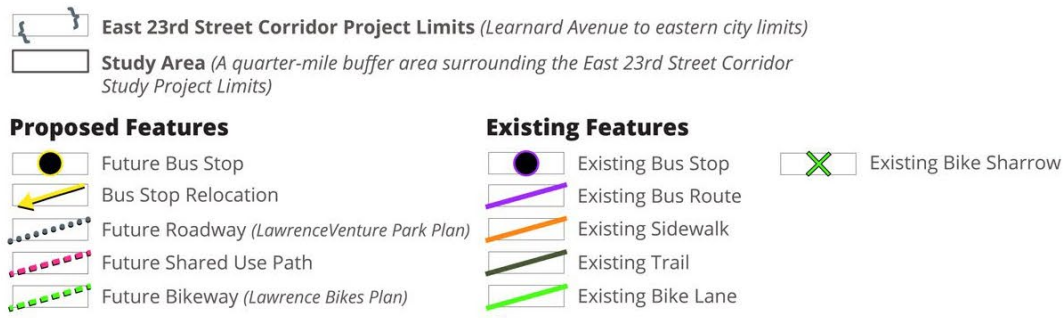 East 23rd Street Corridor Project Limits (Learnard Avenue to eastern city limits)
Study Area (A quarter-mile buffer area surrounding the East 23rd Street Corridor
Study Project Limits)
Proposed Features
Future Bus Stop
Bus Stop Relocation
Future Roadway (LawrenceVenture Park Plan)
Future Shared Use Path
Future Bikeway (Lawrence Bikes Plan)
Existing Features
Existing Bus Stop
Existing Bus Route
Existing Sidewalk
Existing Trail
Existing Bike Lane
Existing Bike Sharrow